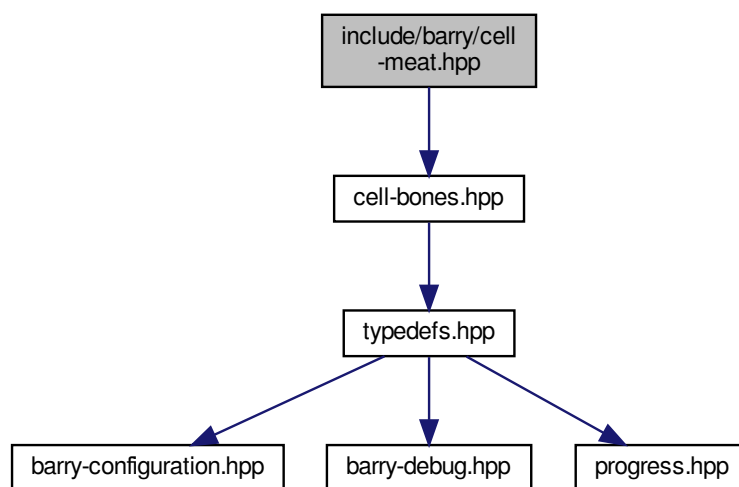 include/barry/cell
-meat.hpp
cell-bones.hpp
typedefs.hpp
barry-configuration.hpp
barry-debug.hpp
progress.hpp